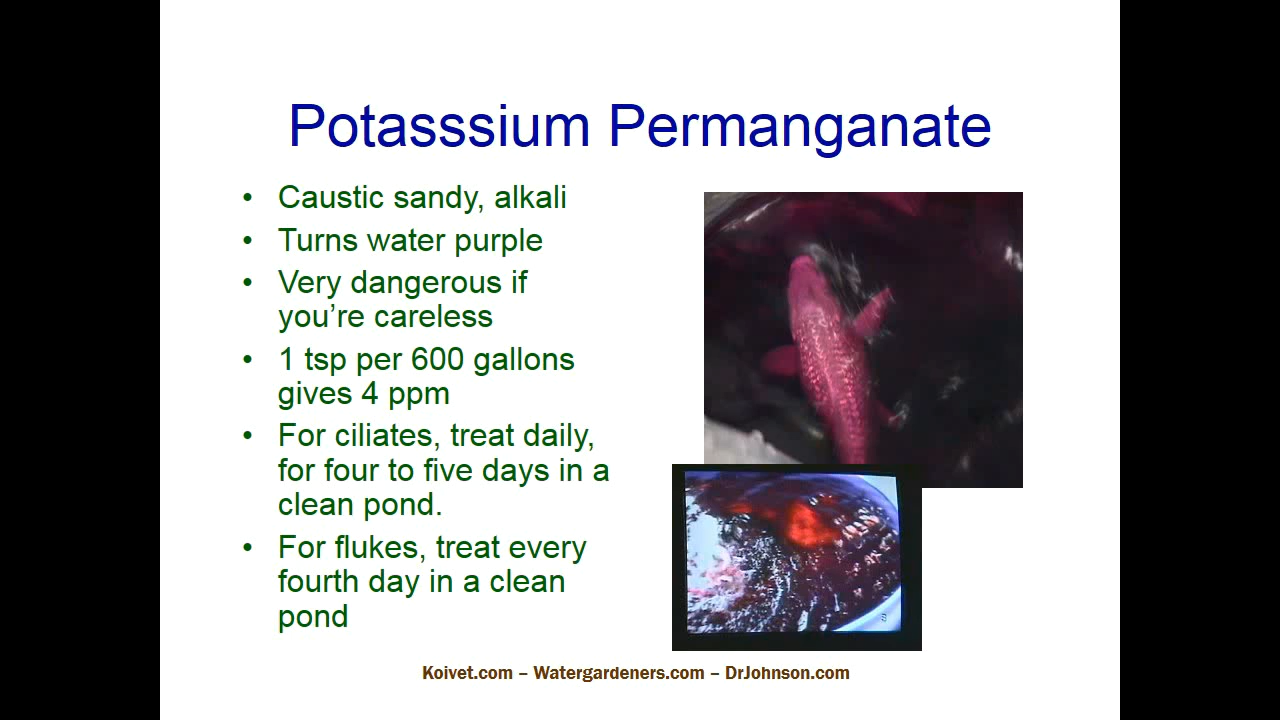 Potasssium Permanganate
• Caustic sandy, alkali
• Turns water purple
• Very dangerous if
you’re careless
• 1 tsp per 600 gallons
gives 4 ppm
• For ciliates, treat daily,
for four to five days in a
clean pond.
• For flukes, treat every
fourth day in a clean
pond
Koivet.com – Watergardeners.com – DrJohnson.com